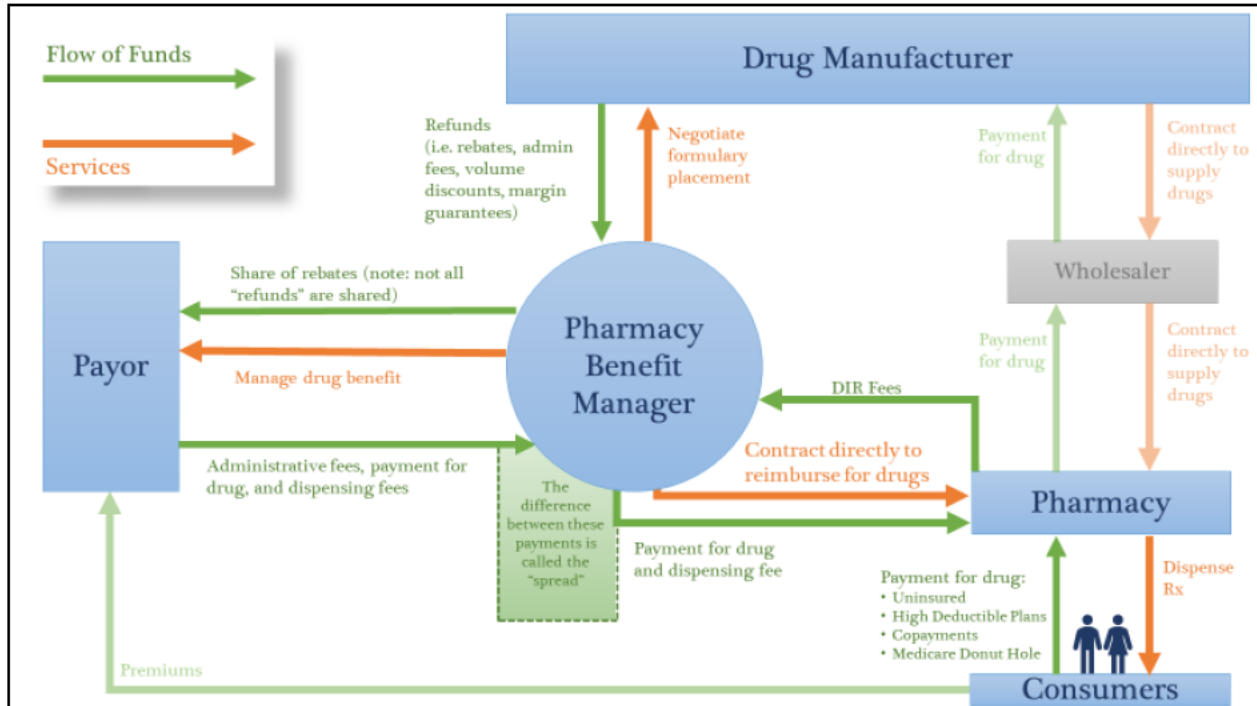 Flow of Funds
Services
Drug Manufacturer
Refunds
(i.e. rebates, admin
fees, volume
discounts, margin
guarantees)
Negotiate
formulary
placement
Payment
for drug
Contract
directly to
supply
drugs
Wholesaler
Share of rebates (note: not all
“refunds” are shared)
Payor
Manage drug benefit
Pharmacy
Benefit
Manager
Payment
for drug
Contract
directly to
supply
drugs
DIR Fees
Administrative fees, payment for
drug, and dispensing fees
The
difference
between these
payments is
called the
“spread”
Contract directly to
reimburse for drugs
Pharmacy
Payment for drug
and dispensing fee
Payment for drug:
• Uninsured
• High Deductible Plans
• Copayments
• Medicare Donut Hole
Dispense
Rx
Premiums
Consumers